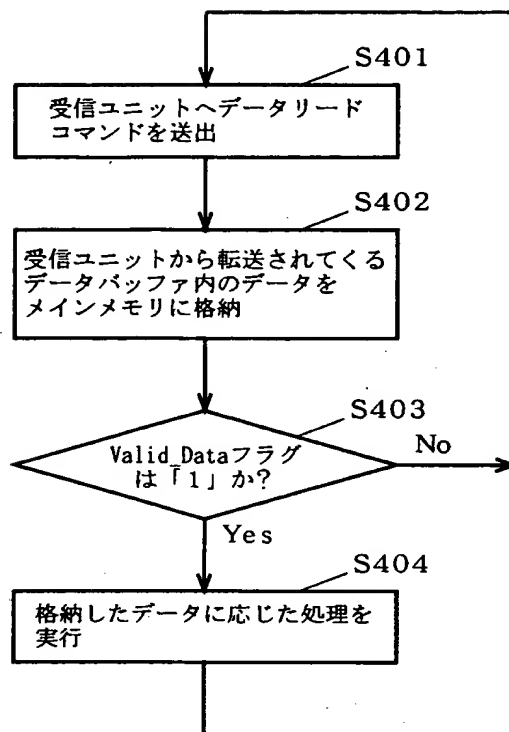 S401
受信ユニットへデータリード
コマンドを送出
S402
受信ユニットから転送されてくる
データバッファ内のデータを
メインメモリに格納
S403
Valid_Dataフラグ
は「1」か?
No
Yes
S404
格納したデータに応じた処理を
実行